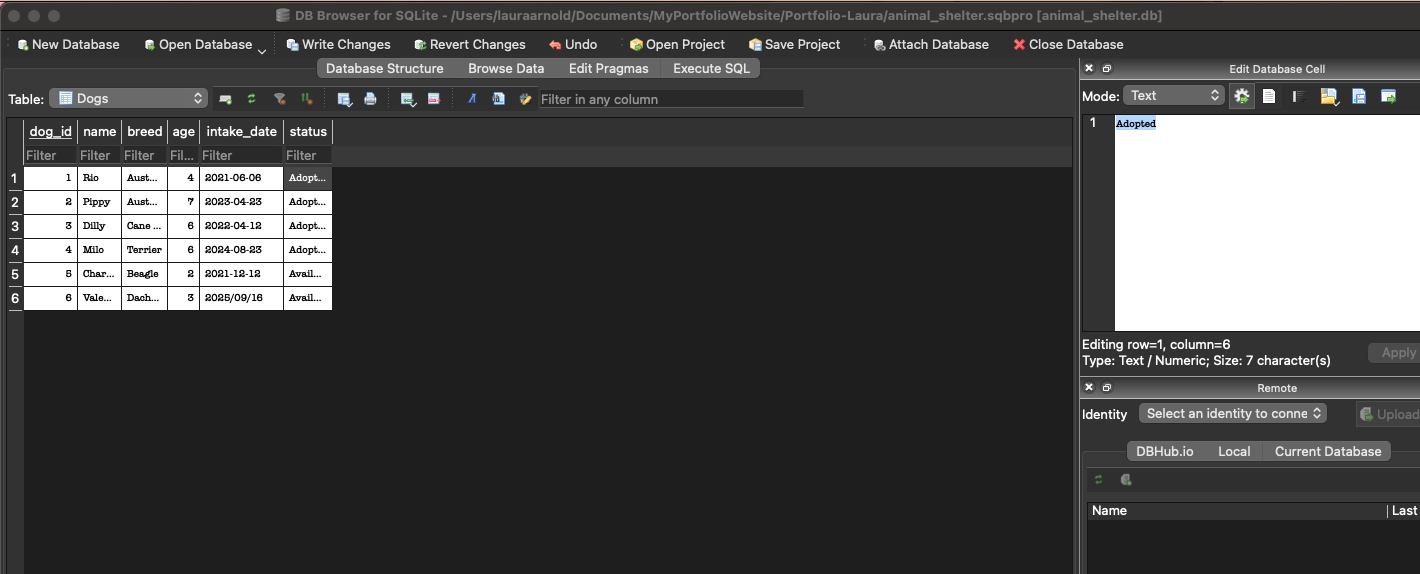 DB Browser for SQLite - /Users/lauraarnold/Documents/MyPortfolioWebsite/Portfolio-Laura/animal_shelter.sqbpro [animal_shelter.db]
New Database Open Database Write Changes Revert Changes Undo Open Project Save Project Attach Database Close Database
Database Structure Browse Data Edit Pragmas Execute SQL
Table: Dogs Filter in any column
dog_id name breed age intake_date status
Filter Filter Filter Fil... Filter Filter
1 1 Rio Aust... 4 2021-06-06 Adopt...
2 2 Pippy Aust... 7 2023-04-23 Adopt...
3 3 Dilly Cane ... 6 2022-04-12 Adopt...
4 4 Milo Terrier 6 2024-08-23 Adopt...
5 5 Char... Beagle 2 2021-12-12 Avail...
6 6 Vale... Dach... 3 2025/09/16 Avail...
Edit Database Cell
Mode: Text
1 Adopted
Editing row=1, column=6
Type: Text / Numeric; Size: 7 character(s)
Apply
Remote
Identity Select an identity to conne Upload
DBHub.io Local Current Database
Name Last